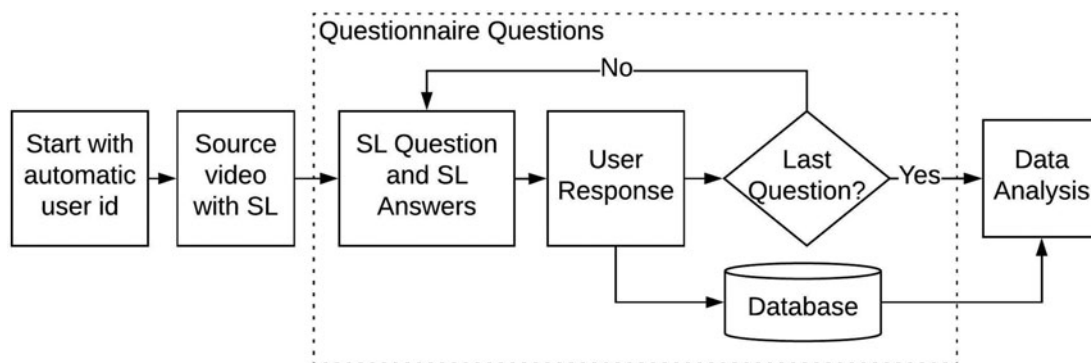 Questionnaire Questions
No
Start with
automatic
user id
Source
video
with SL
SL Question
and SL
Answers
User
Response
Last
Question?
Yes
Data
Analysis
Database